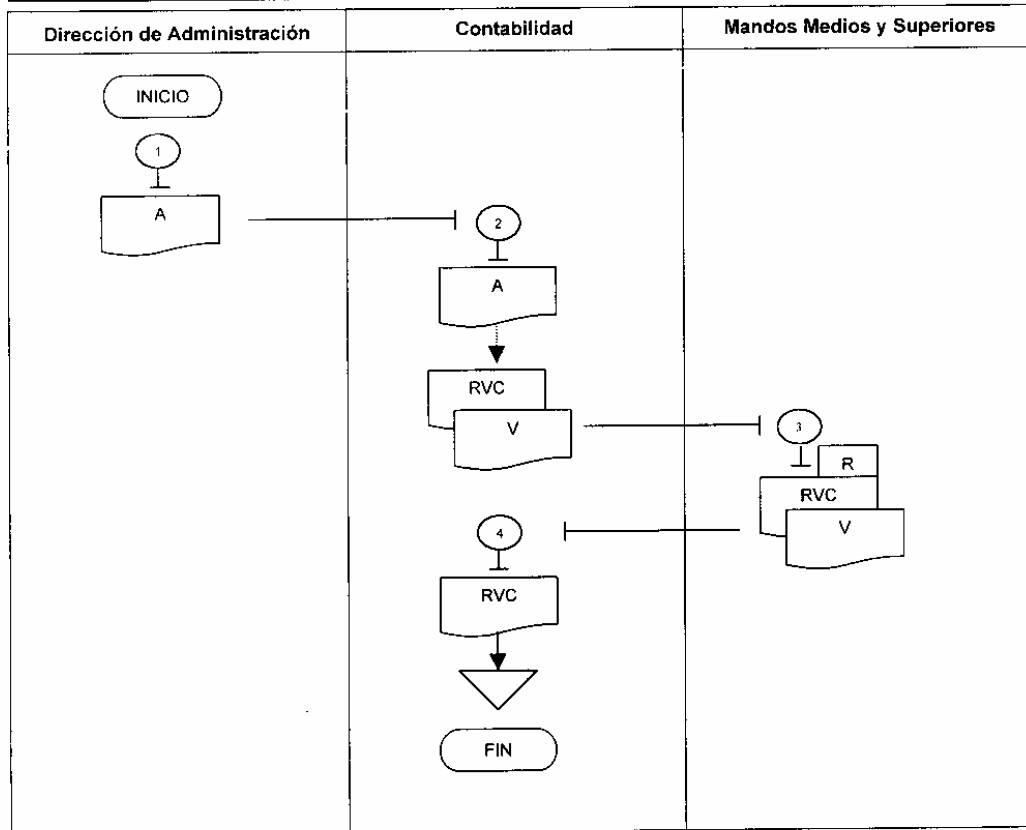 Dirección de Administración
Contabilidad
Mandos Medios y Superiores
INICIO
1
A
2
A
RVC
V
3
R
RVC
V
4
RVC
FIN